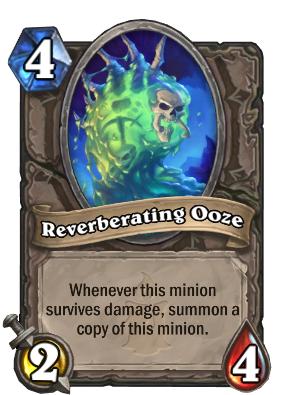 4
Reverberating Ooze
Whenever this minion
survives damage, summon a
copy of this minion.
2
4